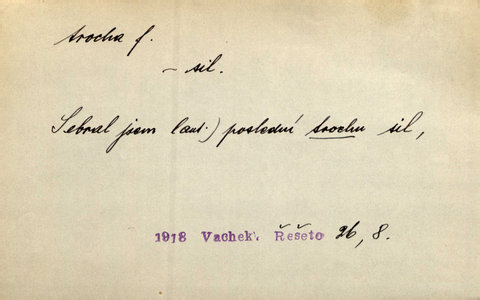 trocha f.
– sil.
Sebral jsem (aut.) poslední trochu sil,
1918 Vachek, Řešeto 26, 8.